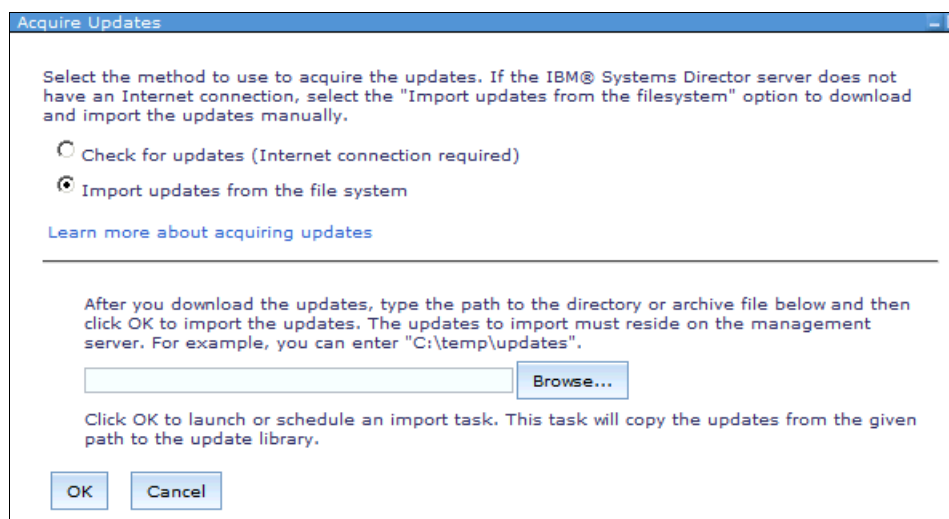 Acquire Updates
Select the method to use to acquire the updates. If the IBM® Systems Director server does not
have an Internet connection, select the "Import updates from the filesystem" option to download
and import the updates manually.
Check for updates (Internet connection required)
Import updates from the file system
Learn more about acquiring updates
After you download the updates, type the path to the directory or archive file below and then
click OK to import the updates. The updates to import must reside on the management
server. For example, you can enter "C:\temp\updates".
Browse...
Click OK to launch or schedule an import task. This task will copy the updates from the given
path to the update library.
OK Cancel